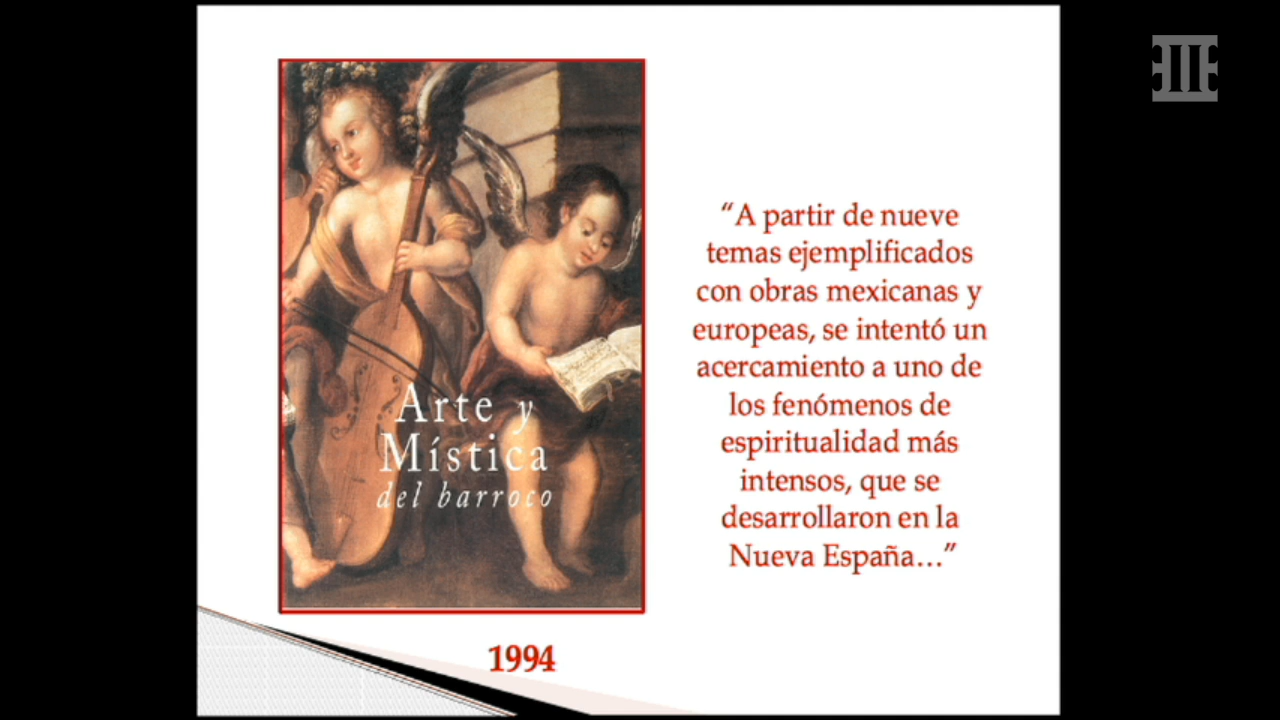 Arte y
Mística
del barroco
1994
“A partir de nueve
temas ejemplificados
con obras mexicanas y
europeas, se intentó un
acercamiento a uno de
los fenómenos de
espiritualidad más
intensos, que se
desarrollaron en la
Nueva España…”